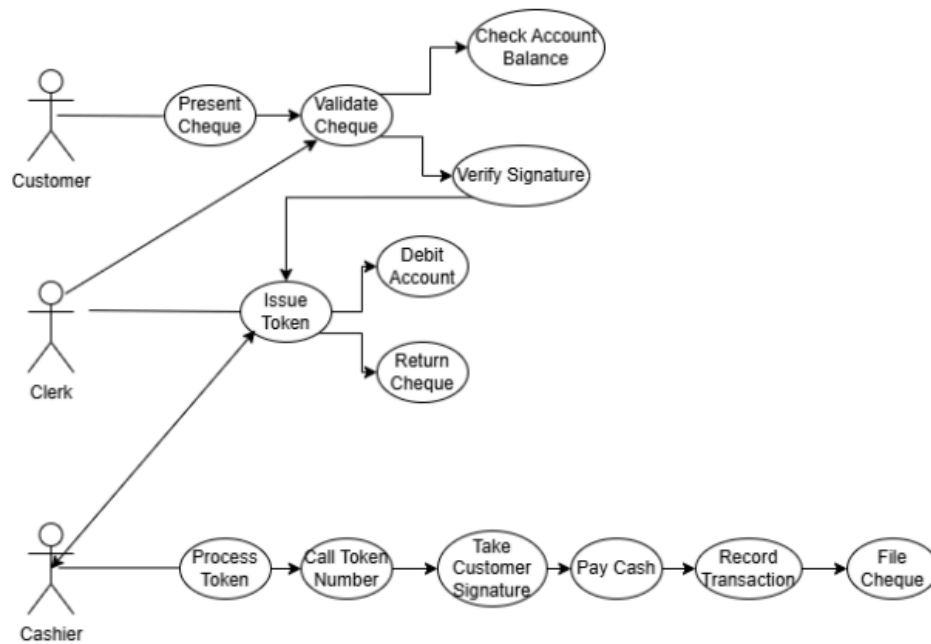 Check Account
Balance
Present
Cheque
Validate
Cheque
Customer
Verify Signature
Debit
Account
Issue
Token
Return
Cheque
Clerk
Process
Token
Call Token
Number
Take
Customer
Signature
Pay Cash
Record
Transaction
File
Cheque
Cashier